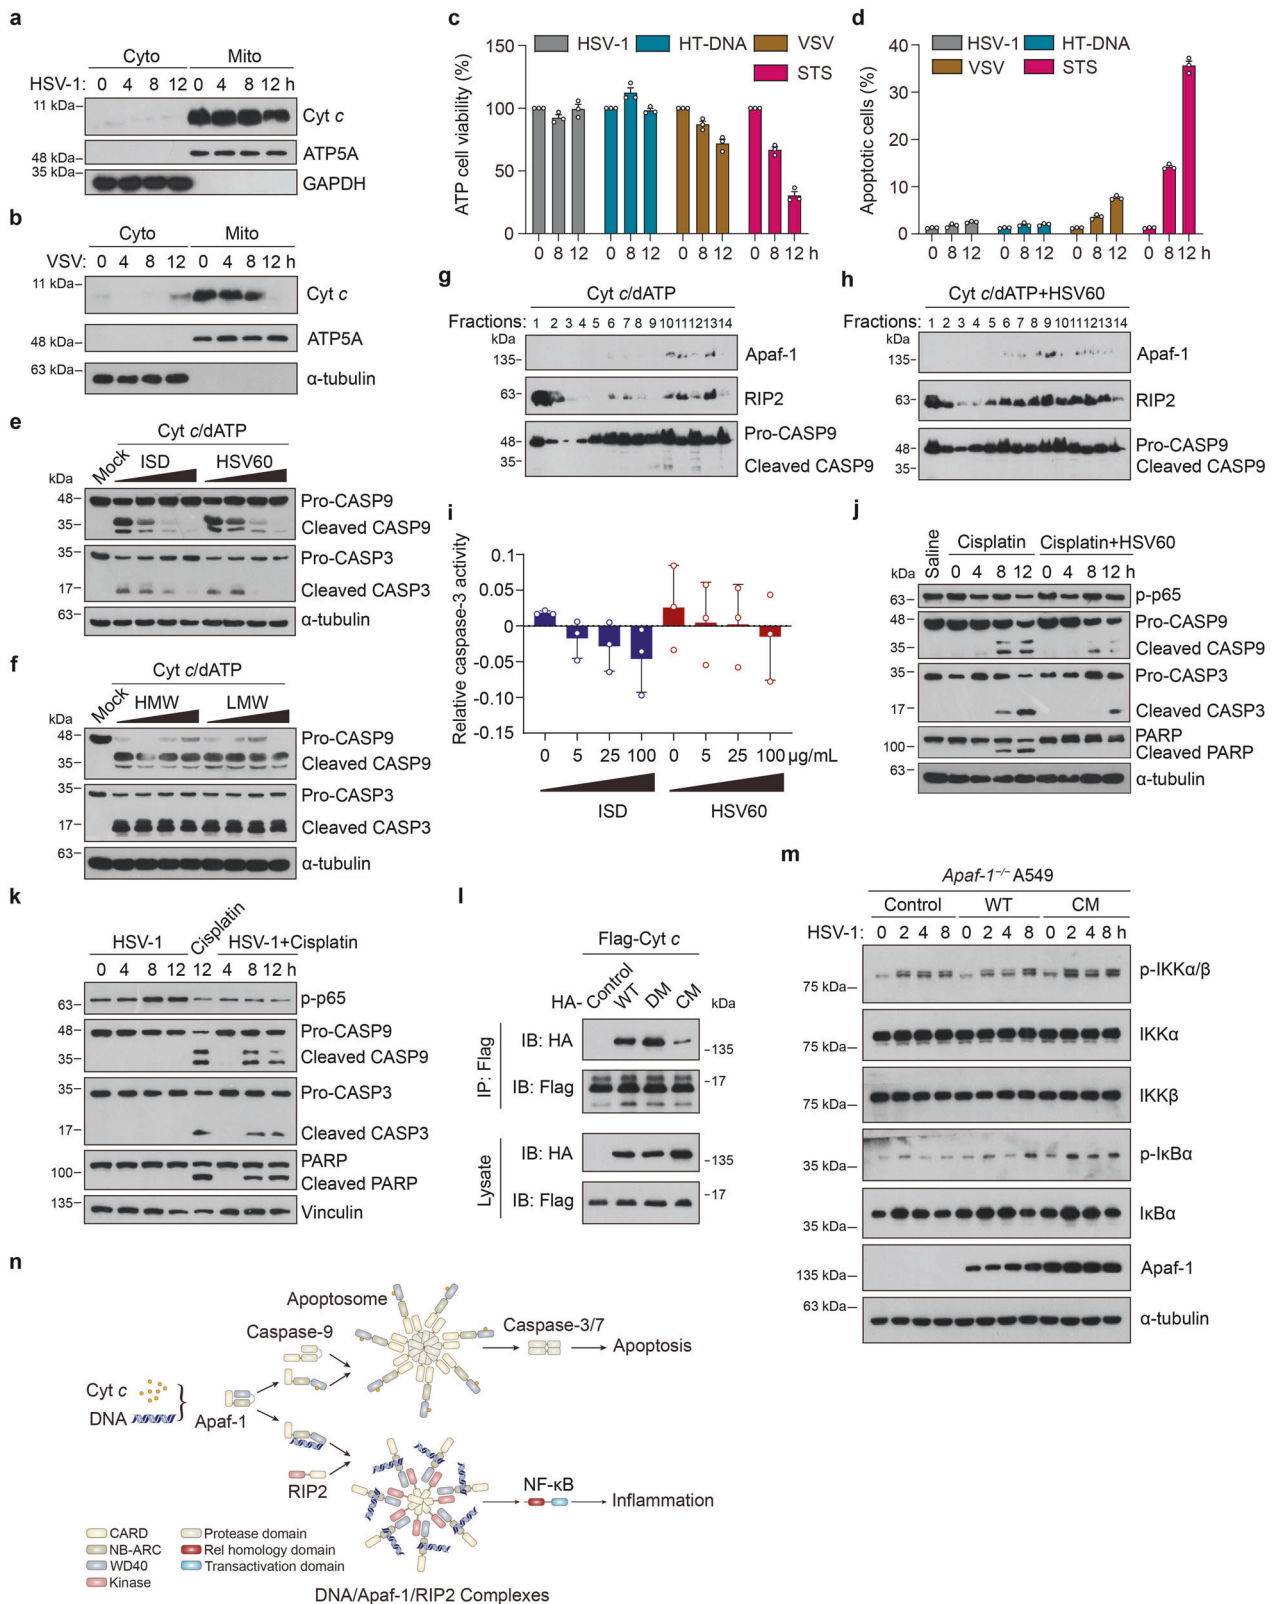 a
Cyto Mito
HSV-1: 0 4 8 12 0 4 8 12 h
11 kDa
Cyt c
ATP5A
48 kDa
35 kDa
GAPDH
b
Cyto Mito
VSV: 0 4 8 12 0 4 8 12 h
11 kDa
Cyt c
48 kDa
ATP5A
63 kDa
α-tubulin
c
HSV-1 HT-DNA VSV
STS
ATP cell viability (%)
150
100
50
0
0 8 12 0 8 12 0 8 12 0 8 12 h
d
HSV-1 HT-DNA
VSV STS
Apoptotic cells (%)
40
30
20
10
0
0 8 12 0 8 12 0 8 12 0 8 12 h
e
Cyt c/dATP
Mock ISD HSV60
kDa
48 Pro-CASP9
35 Cleaved CASP9
35 Pro-CASP3
17 Cleaved CASP3
63 α-tubulin
f
Cyt c/dATP
Mock HMW LMW
kDa
48 Pro-CASP9
35 Cleaved CASP9
35 Pro-CASP3
17 Cleaved CASP3
63 α-tubulin
g
Cyt c/dATP
Fractions: 1 2 3 4 5 6 7 8 9 10 11 12 13 14
kDa
135 Apaf-1
63 RIP2
48 Pro-CASP9
35 Cleaved CASP9
h
Cyt c/dATP+HSV60
Fractions: 1 2 3 4 5 6 7 8 9 10 11 12 13 14
kDa
135 Apaf-1
63 RIP2
48 Pro-CASP9
35 Cleaved CASP9
i
Relative caspase-3 activity
0.1
0.05
0
-0.05
-0.10
-0.15
0 5 25 100 0 5 25 100 μg/mL
ISD HSV60
j
Saline Cisplatin Cisplatin+HSV60
kDa 0 4 8 12 0 4 8 12 h
63 p-p65
48 Pro-CASP9
35 Cleaved CASP9
35 Pro-CASP3
17 Cleaved CASP3
PARP
100 Cleaved PARP
63 α-tubulin
k
HSV-1 Cisplatin HSV-1+Cisplatin
0 4 8 12 12 4 8 12 h
63 p-p65
48 Pro-CASP9
35 Cleaved CASP9
35 Pro-CASP3
17 Cleaved CASP3
PARP
100 Cleaved PARP
135 Vinculin
l
Flag-Cyt c
HA- Control WT DM CM kDa
IP: Flag
IB: HA -135
IB: Flag -17
Lysate
IB: HA -135
IB: Flag -17
m
Apaf-1−/− A549
Control WT CM
HSV-1: 0 2 4 8 0 2 4 8 0 2 4 8 h
75 kDa p-IKKα/β
75 kDa IKKα
75 kDa IKKβ
35 kDa p-IκBα
35 kDa IκBα
135 kDa Apaf-1
63 kDa α-tubulin
n
Apoptosome
Caspase-9
Caspase-3/7
Apoptosis
Cyt c
DNA
Apaf-1
RIP2
NF-κB
Inflammation
CARD Protease domain
NB-ARC Rel homology domain
WD40 Transactivation domain
Kinase
DNA/Apaf-1/RIP2 Complexes